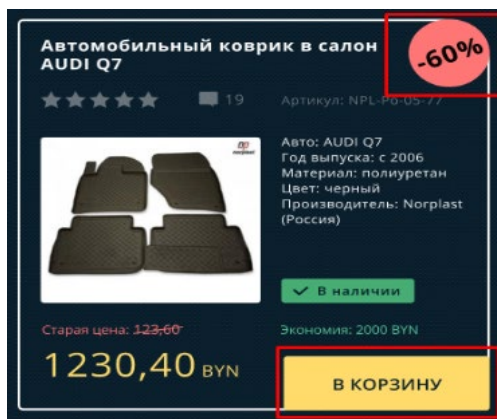 Автомобильный коврик в салон
AUDI Q7
-60%
19
Артикул: NPL-Po-05-77
norplast
Авто: AUDI Q7
Год выпуска: с 2006
Материал: полиуретан
Цвет: черный
Производитель: Norplast
(Россия)
В наличии
Старая цена: 123,60
Экономия: 2000 BYN
1230,40 BYN
В КОРЗИНУ